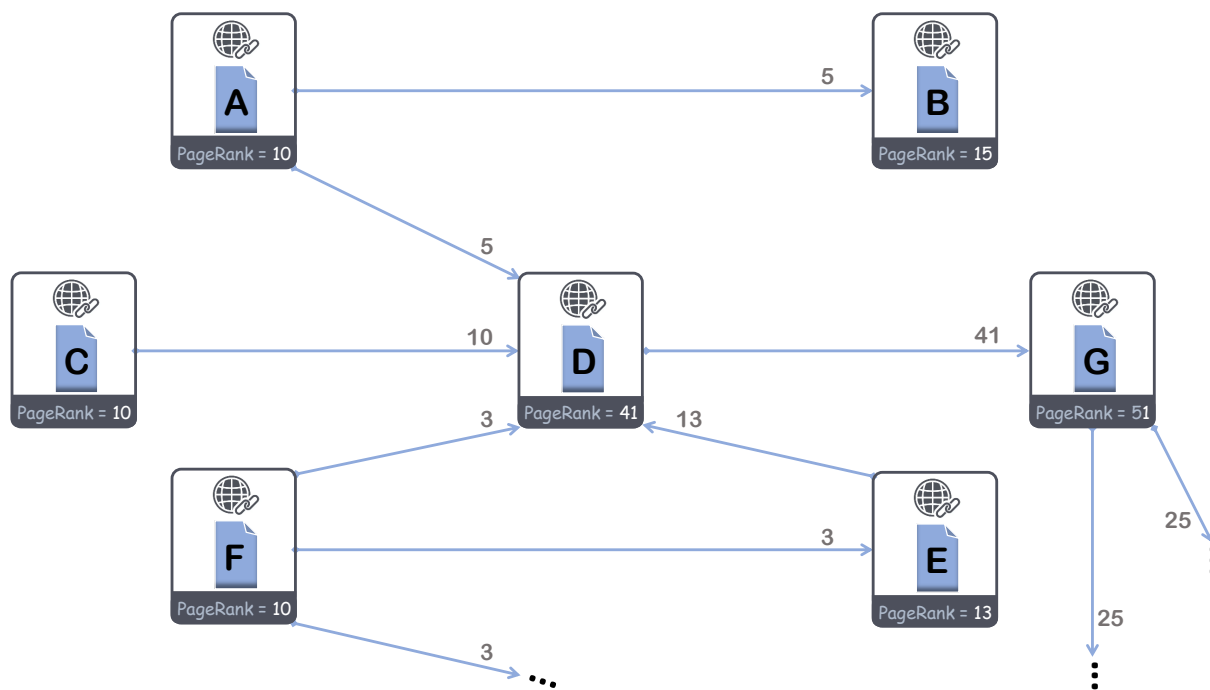 A
PageRank = 10
5
B
PageRank = 15
5
C
PageRank = 10
10
D
PageRank = 41
41
G
PageRank = 51
3
13
F
PageRank = 10
3
E
PageRank = 13
25
3
...
25
...